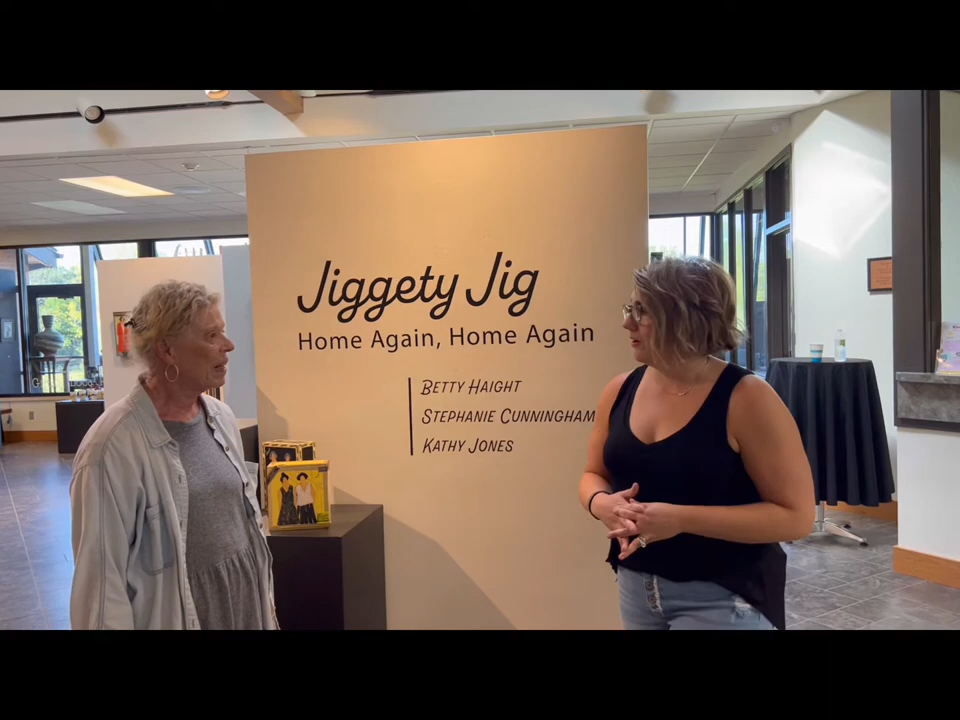 Jiggety Jig
Home Again, Home Again
BETTY HAIGHT
STEPHANIE CUNNINGHAM
KATHY JONES